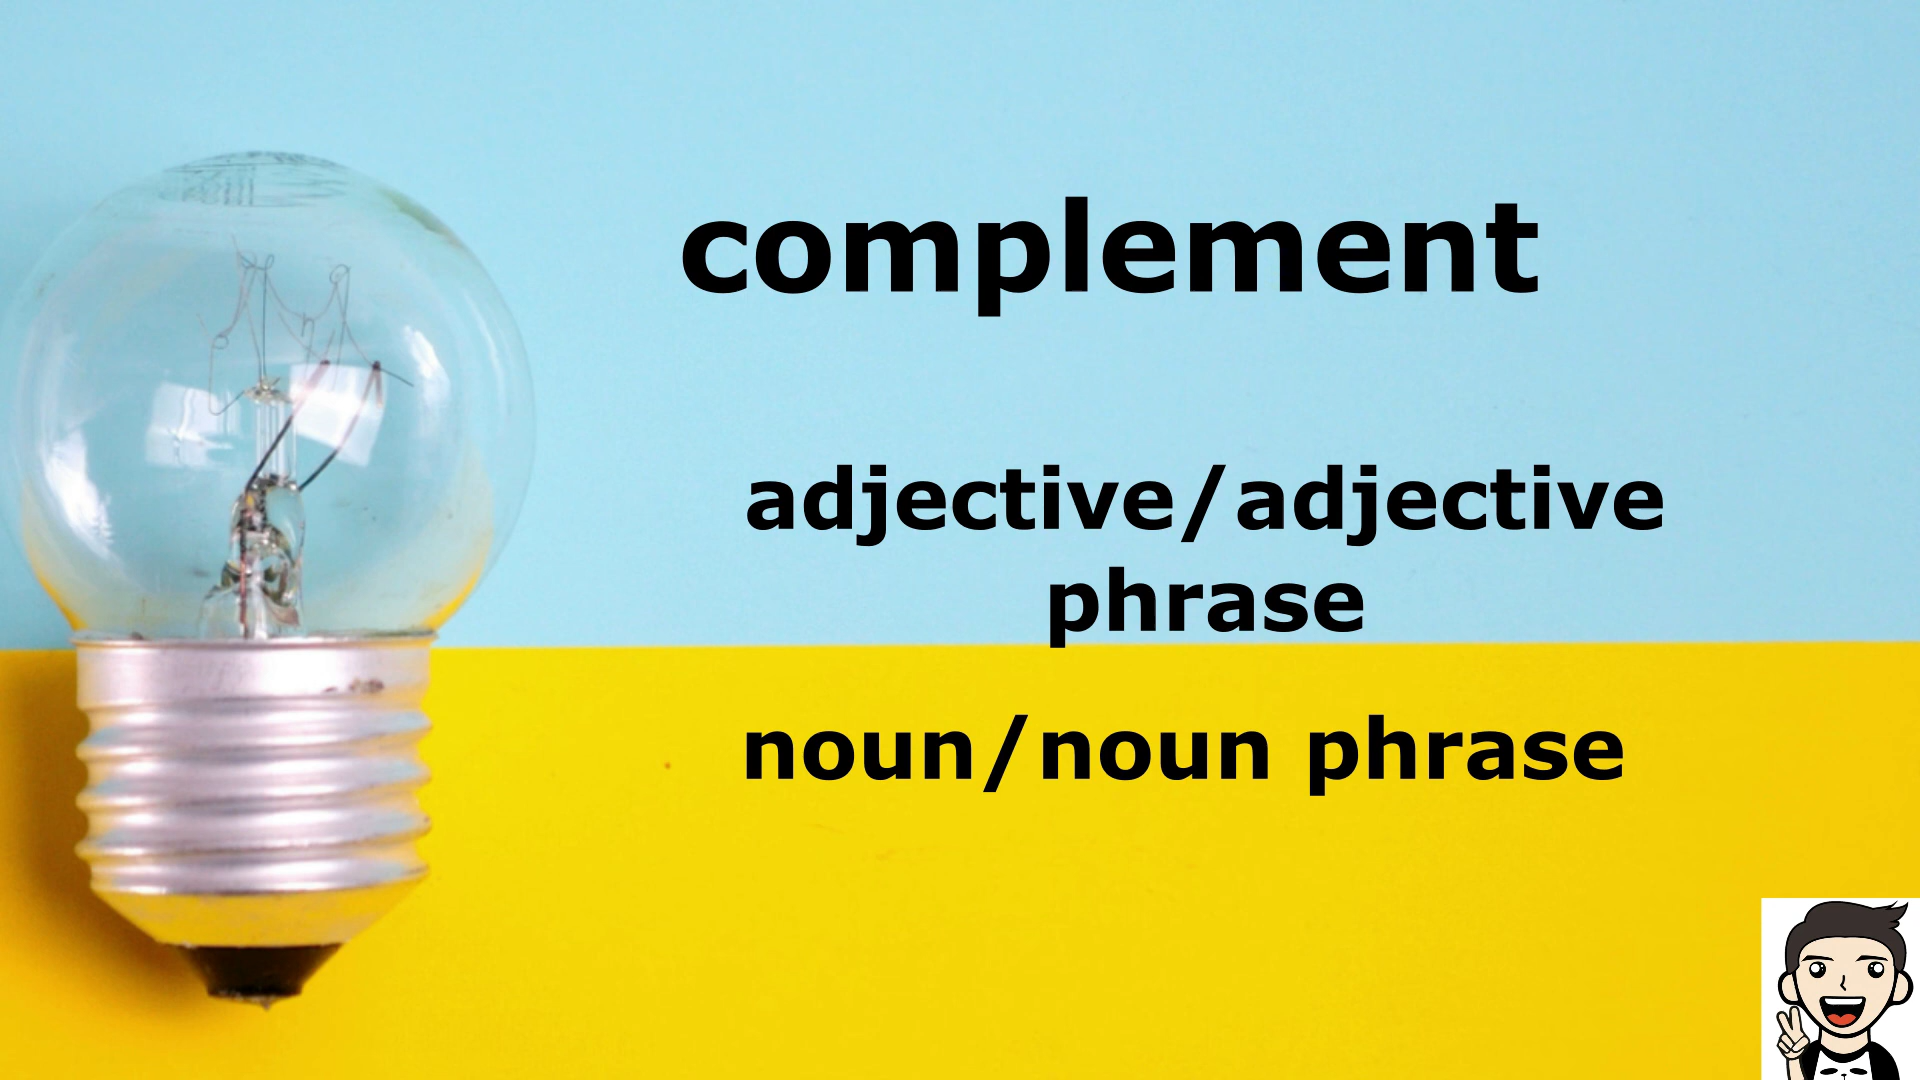 complement
adjective/adjective
phrase
noun/noun phrase